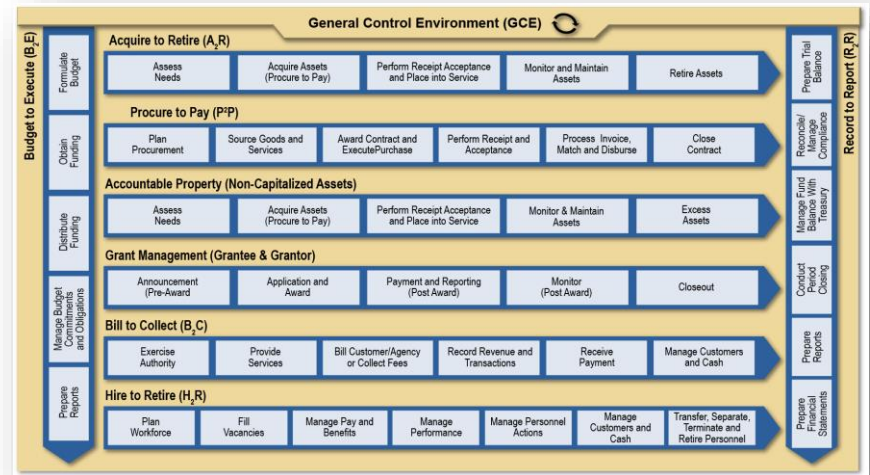 General Control Environment (GCE)
Budget to Execute (B2E)
Formulate
Budget
Obtain
Funding
Distribute
Funding
Manage Budget
Commitments
and Obligations
Prepare
Reports
Acquire to Retire (A2R)
Assess
Needs
Acquire Assets
(Procure to Pay)
Perform Receipt Acceptance
and Place into Service
Monitor and Maintain
Assets
Retire Assets
Procure to Pay (P²P)
Plan
Procurement
Source Goods and
Services
Award Contract and
ExecutePurchase
Perform Receipt and
Acceptance
Process Invoice,
Match and Disburse
Close
Contract
Accountable Property (Non-Capitalized Assets)
Assess
Needs
Acquire Assets
(Procure to Pay)
Perform Receipt Acceptance
and Place into Service
Monitor & Maintain
Assets
Excess
Assets
Grant Management (Grantee & Grantor)
Announcement
(Pre-Award)
Application and
Award
Payment and Reporting
(Post Award)
Monitor
(Post Award)
Closeout
Bill to Collect (B2C)
Exercise
Authority
Provide
Services
Bill Customer/Agency
or Collect Fees
Record Revenue and
Transactions
Receive
Payment
Manage Customers
and Cash
Hire to Retire (H2R)
Plan
Workforce
Fill
Vacancies
Manage Pay and
Benefits
Manage
Performance
Manage Personnel
Actions
Manage
Customers and
Cash
Transfer, Separate,
Terminate and
Retire Personnel
Record to Report (R2R)
Prepare Trial
Balance
Reconcile/
Manage
Compliance
Manage Fund
Balance With
Treasury
Conduct
Period
Closing
Prepare
Reports
Prepare
Financial
Statements